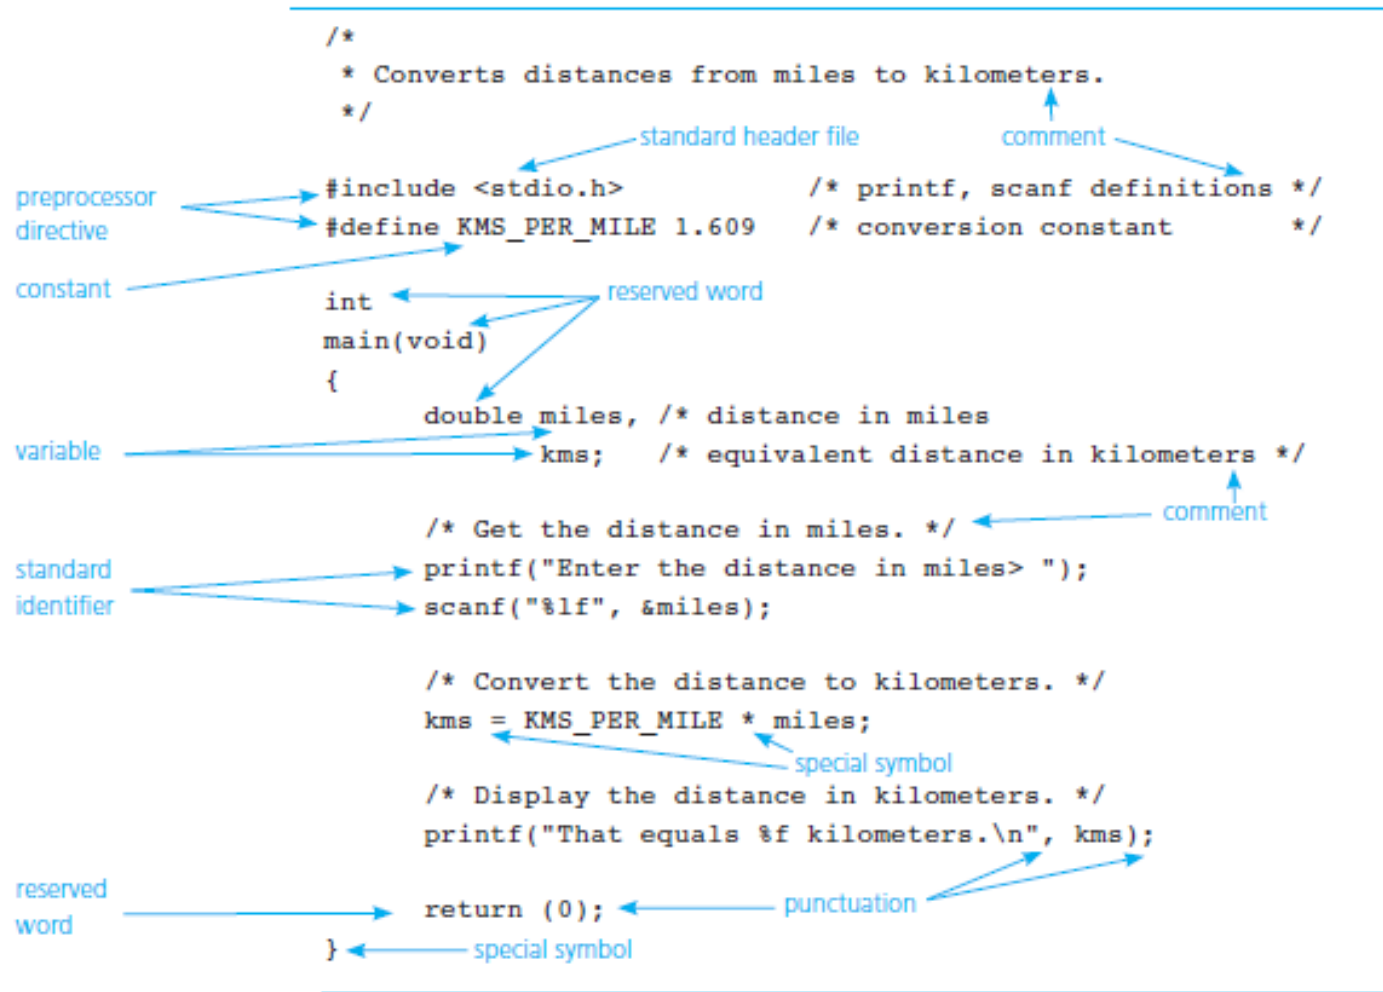 /*
 * Converts distances from miles to kilometers.
 */
standard header file
comment
preprocessor
directive
#include <stdio.h>          /* printf, scanf definitions */
#define KMS_PER_MILE 1.609   /* conversion constant       */
constant
reserved word
int
main(void)
{
      double miles, /* distance in miles
variable
             kms;   /* equivalent distance in kilometers */
comment
      /* Get the distance in miles. */
standard
identifier
      printf("Enter the distance in miles> ");
      scanf("%lf", &miles);
      /* Convert the distance to kilometers. */
      kms = KMS_PER_MILE * miles;
special symbol
      /* Display the distance in kilometers. */
      printf("That equals %f kilometers.\n", kms);
reserved
word
punctuation
      return (0);
}
special symbol